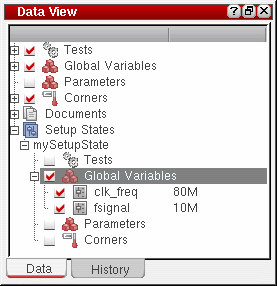 Data View
Tests
Global Variables
Parameters
Corners
Documents
Setup States
mySetupState
Tests
Global Variables
clk_freq 80M
fsignal 10M
Parameters
Corners
Data History